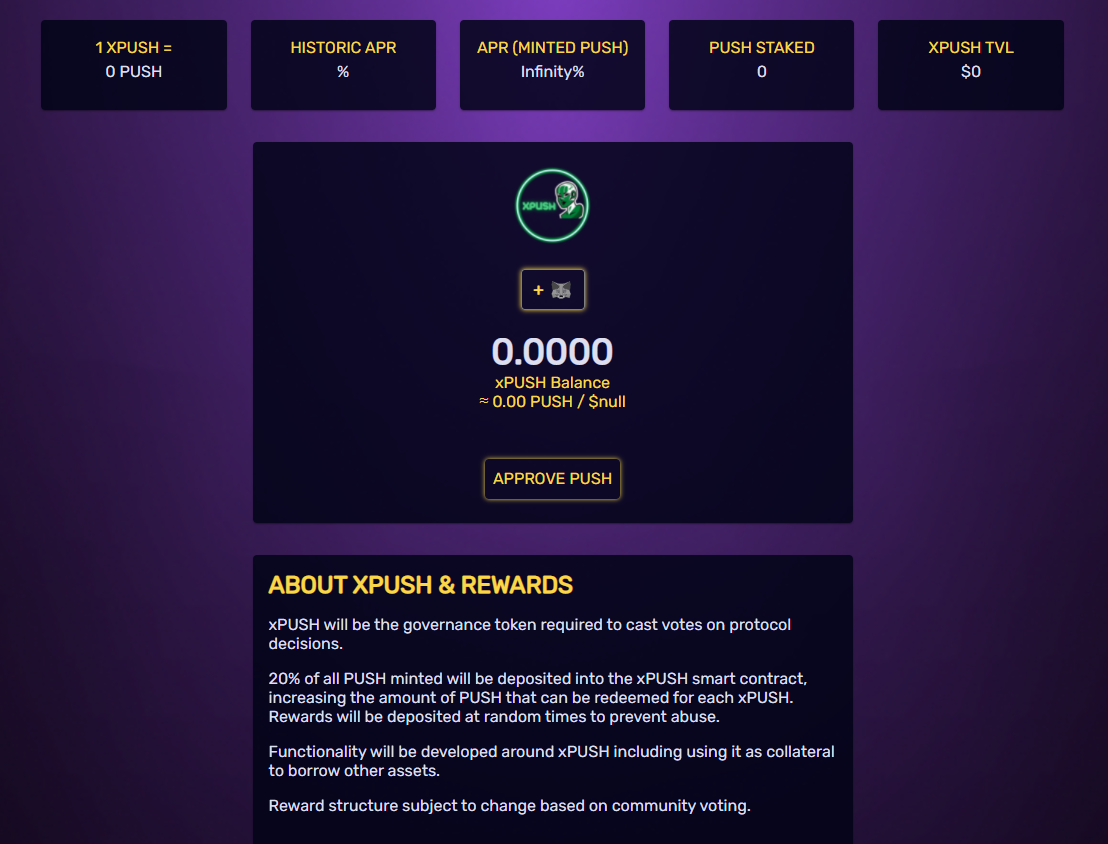 1 XPUSH =
0 PUSH
HISTORIC APR
%
APR (MINTED PUSH)
Infinity%
PUSH STAKED
0
XPUSH TVL
$0
XPUSH
+
0.0000
xPUSH Balance
≈ 0.00 PUSH / $null
APPROVE PUSH
ABOUT XPUSH & REWARDS
xPUSH will be the governance token required to cast votes on protocol
decisions.
20% of all PUSH minted will be deposited into the xPUSH smart contract,
increasing the amount of PUSH that can be redeemed for each xPUSH.
Rewards will be deposited at random times to prevent abuse.
Functionality will be developed around xPUSH including using it as collateral
to borrow other assets.
Reward structure subject to change based on community voting.